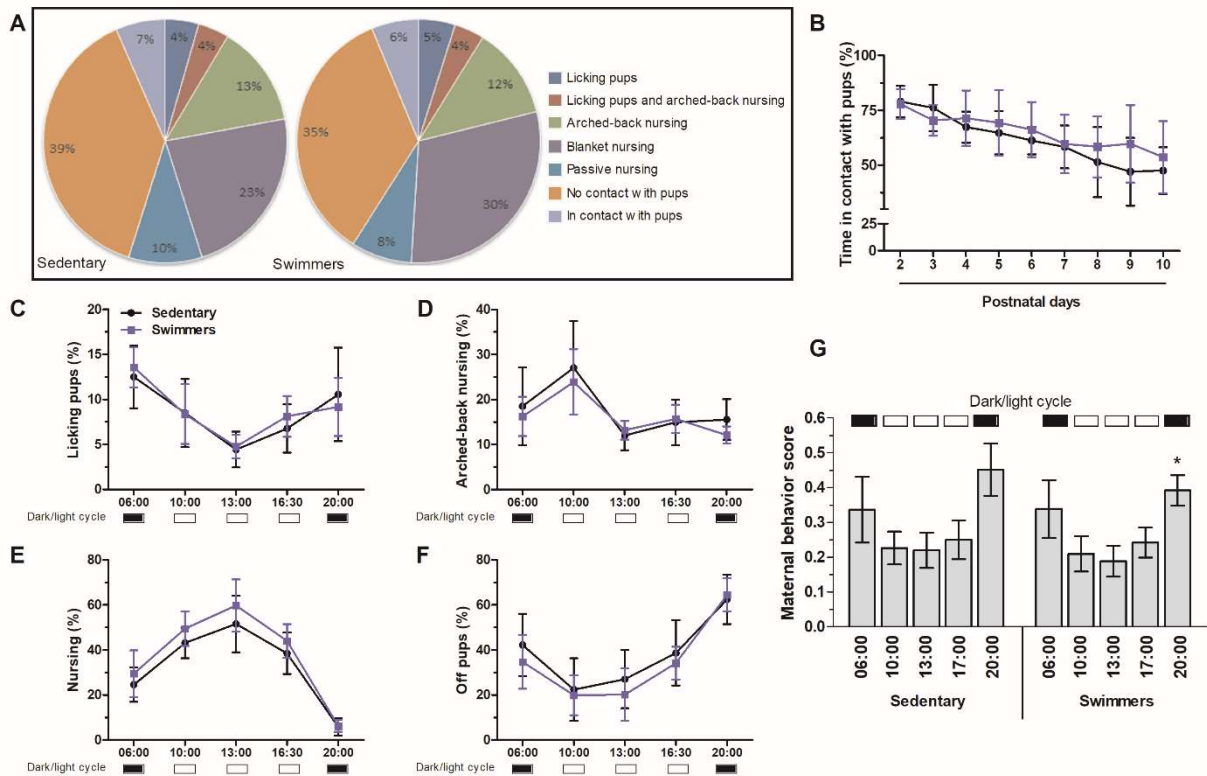 A
7%
4%
4%
13%
23%
10%
39%
Sedentary
6%
5%
4%
12%
30%
8%
35%
Swimmers
Licking pups
Licking pups and arched-back nursing
Arched-back nursing
Blanket nursing
Passive nursing
No contact with pups
In contact with pups
B
Time in contact with pups (%)
100
75
50
25
0
2 3 4 5 6 7 8 9 10
Postnatal days
C
Sedentary
Swimmers
Licking pups (%)
20
15
10
5
0
06:00 10:00 13:00 16:30 20:00
Dark/light cycle
D
Arched-back nursing (%)
40
30
20
10
0
06:00 10:00 13:00 16:30 20:00
Dark/light cycle
E
Nursing (%)
80
60
40
20
0
06:00 10:00 13:00 16:30 20:00
Dark/light cycle
F
Off pups (%)
80
60
40
20
0
06:00 10:00 13:00 16:30 20:00
Dark/light cycle
G
Dark/light cycle
Maternal behavior score
0.6
0.5
0.4
0.3
0.2
0.1
0.0
*
06:00 10:00 13:00 17:00 20:00 06:00 10:00 13:00 17:00 20:00
Sedentary Swimmers